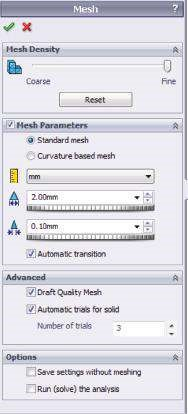 Mesh ?
Mesh Density
Coarse Fine
Reset
Mesh Parameters
Standard mesh
Curvature based mesh
mm
2.00mm
0.10mm
Automatic transition
Advanced
Draft Quality Mesh
Automatic trials for solid
Number of trials 3
Options
Save settings without meshing
Run (solve) the analysis